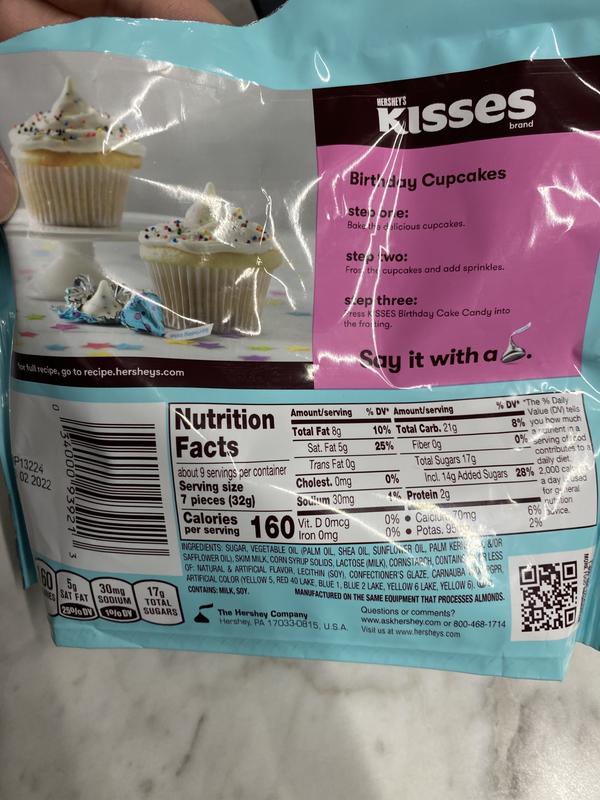 HERSHEY'S
KISSES
brand
Birthday Cupcakes
step one:
Bake the delicious cupcakes.
step two:
Frost the cupcakes and add sprinkles.
step three:
Press KISSES Birthday Cake Candy into
the frosting.
Say it with a
for full recipe, go to recipe.hersheys.com
P13224
02 2022
0 34000 93921 3
Nutrition
Facts
about 9 servings per container
Serving size
7 pieces (32g)
Calories
per serving 160
Amount/serving % DV*
Total Fat 8g 10%
Sat. Fat 5g 25%
Trans Fat 0g
Cholest. 0mg 0%
Sodium 30mg 1%
Amount/serving % DV*
Total Carb. 21g 8%
Fiber 0g 0%
Total Sugars 17g
Incl. 14g Added Sugars 28%
Protein 2g
Vit. D 0mcg 0% • Calcium 70mg 6%
Iron 0mg 0% • Potas. 2%
*The % Daily
Value (DV) tells
you how much
a nutrient in a
serving of food
contributes to a
daily diet.
2,000 calories
a day is used
for general
nutrition
advice.
INGREDIENTS: SUGAR, VEGETABLE OIL (PALM OIL, SHEA OIL, SUNFLOWER OIL, PALM KERNEL &/OR
SAFFLOWER OIL), SKIM MILK, CORN SYRUP SOLIDS, LACTOSE (MILK), CORNSTARCH, CONTAINS LESS
OF: NATURAL & ARTIFICIAL FLAVOR, LECITHIN (SOY), CONFECTIONER'S GLAZE, CARNAUBA PGPR,
ARTIFICIAL COLOR (YELLOW 5, RED 40 LAKE, BLUE 1, BLUE 2 LAKE, YELLOW 6 LAKE, YELLOW 6).
CONTAINS: MILK, SOY. MANUFACTURED ON THE SAME EQUIPMENT THAT PROCESSES ALMONDS.
5g
SAT FAT
25% DV
30mg
SODIUM
1% DV
17g
TOTAL
SUGARS
The Hershey Company
Hershey, PA 17033-0815, U.S.A.
Questions or comments?
www.askhershey.com or 800-468-1714
Visit us at www.hersheys.com